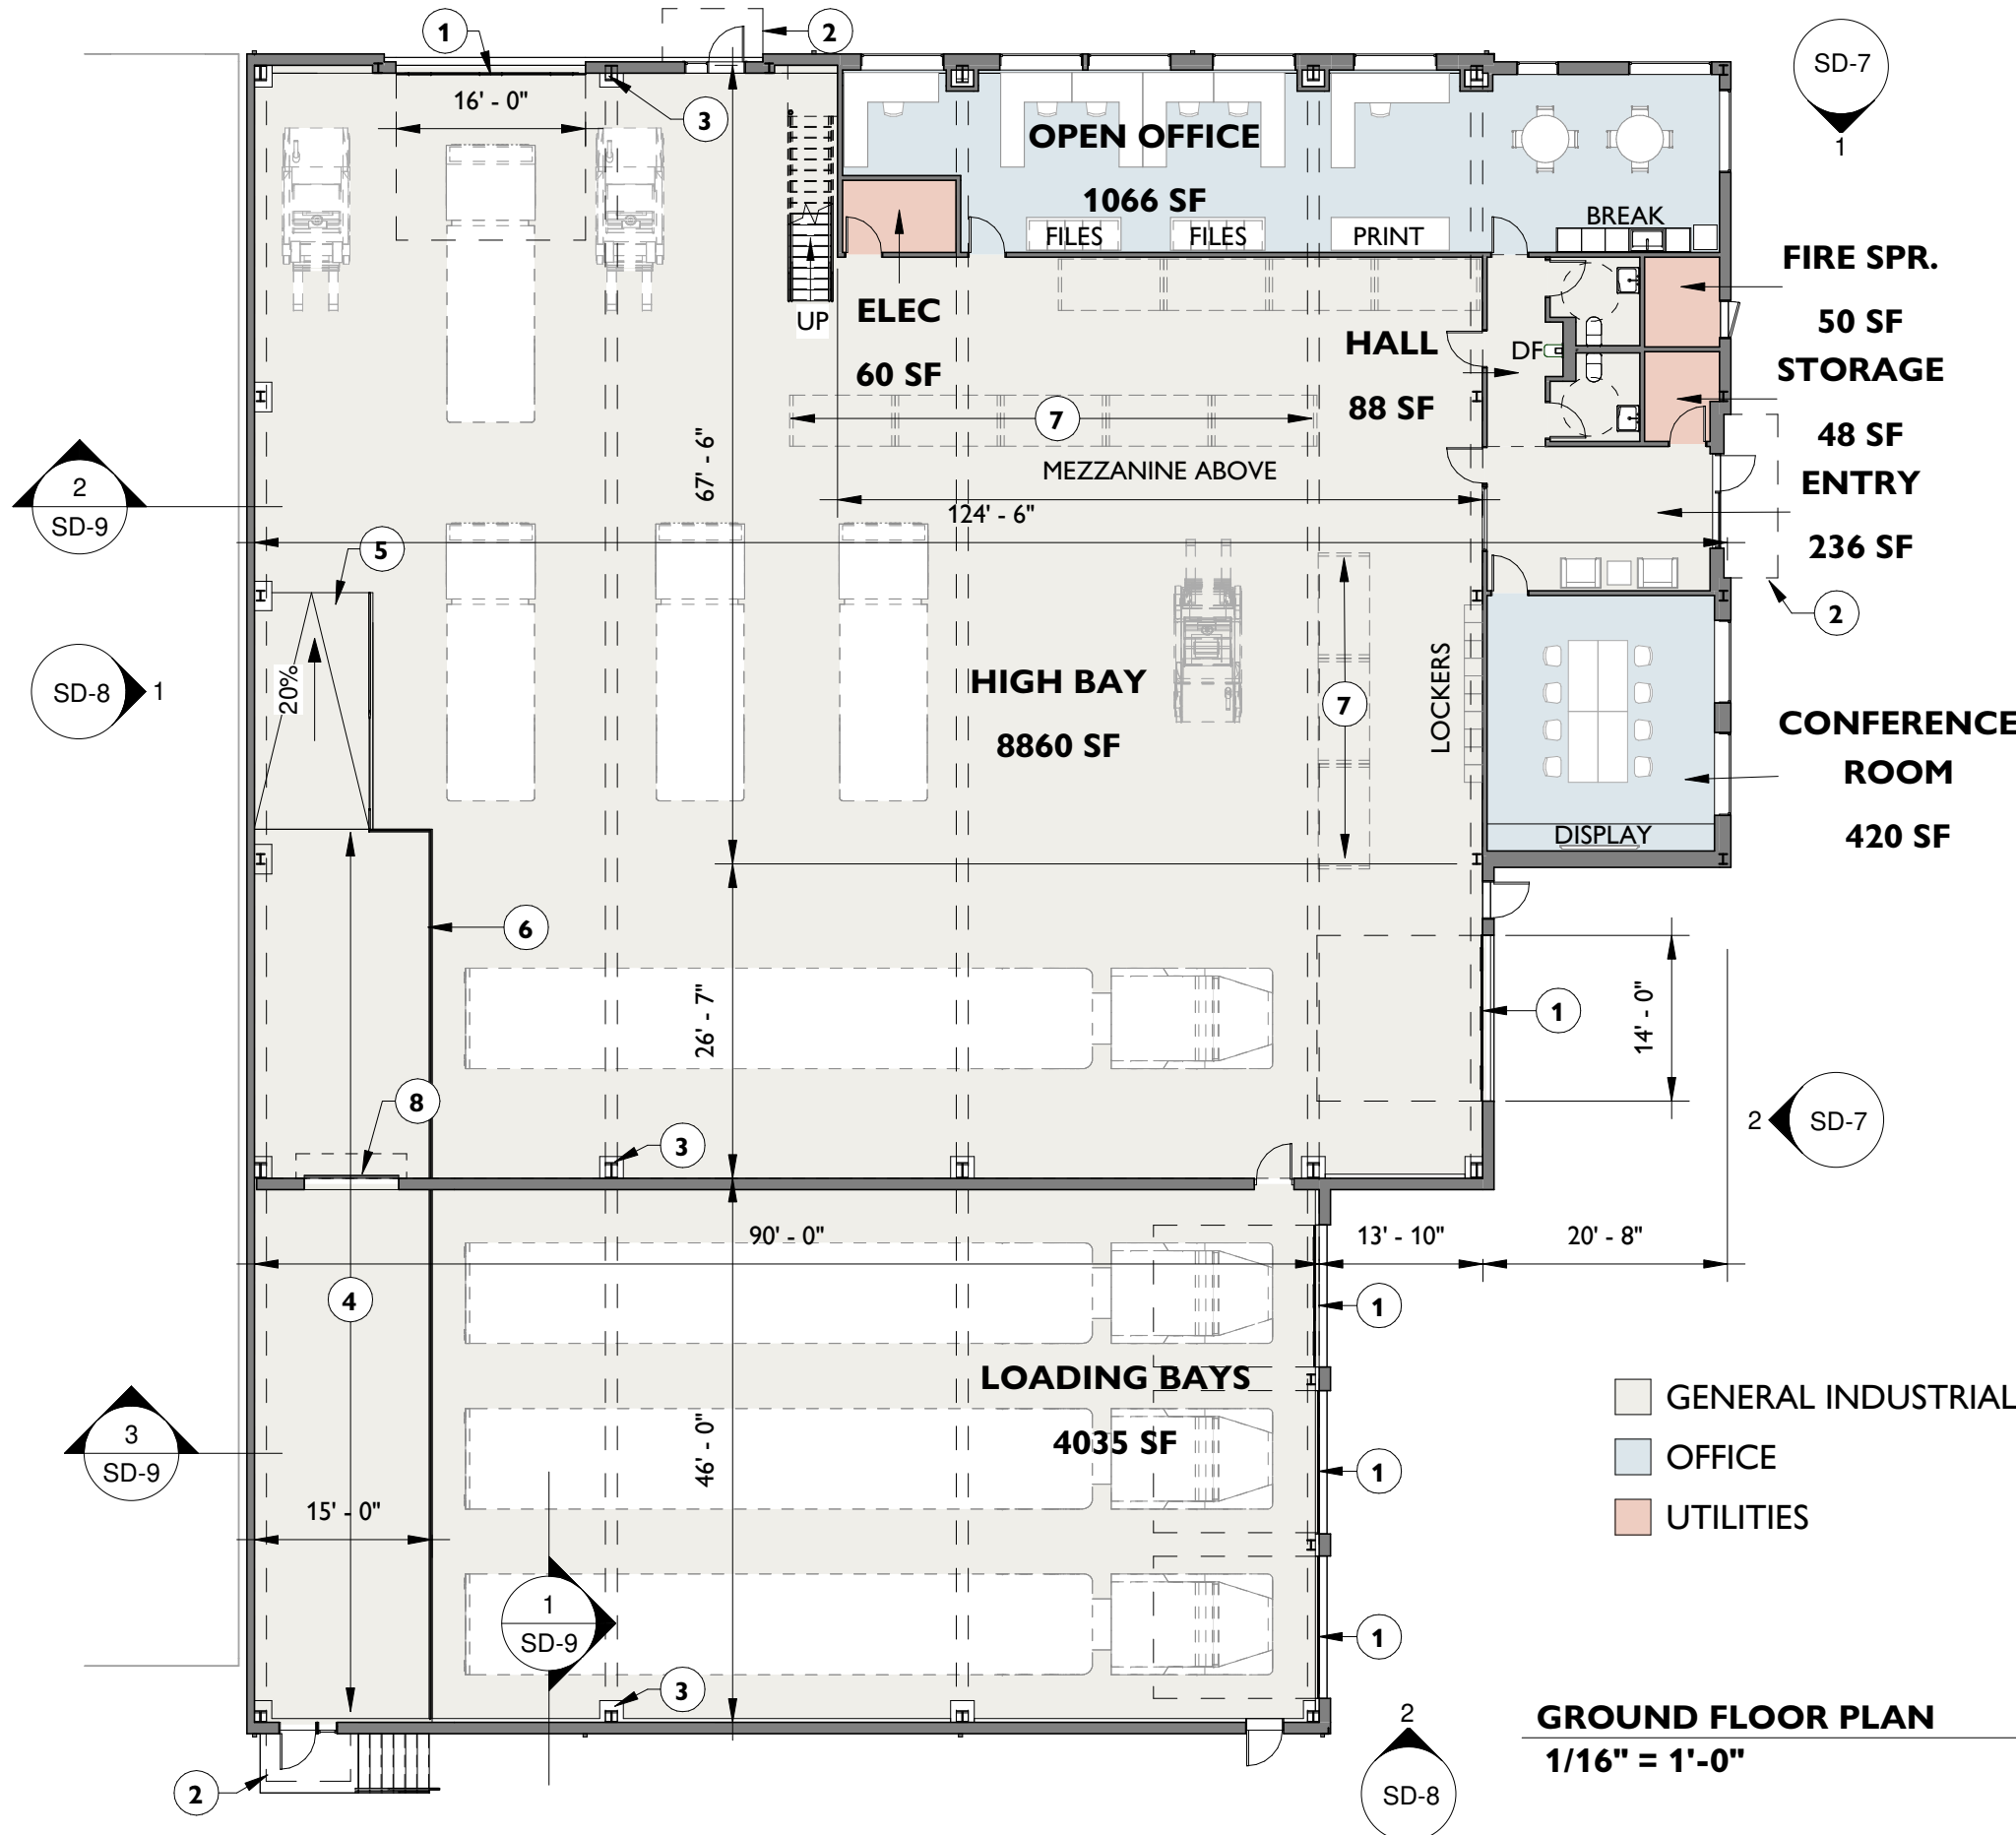 1
2
SD-7
1
16' - 0"
3
OPEN OFFICE
1066 SF
BREAK
FILES
FILES
PRINT
FIRE SPR.
50 SF
UP
ELEC
60 SF
HALL
88 SF
DF
STORAGE
48 SF
7
67' - 6"
MEZZANINE ABOVE
124' - 6"
ENTRY
236 SF
2
SD-9
5
2
20%
SD-8
1
HIGH BAY
8860 SF
7
LOCKERS
CONFERENCE
ROOM
420 SF
DISPLAY
6
26' - 7"
1
14' - 0"
8
3
2
SD-7
90' - 0"
13' - 10"
20' - 8"
4
1
LOADING BAYS
4035 SF
46' - 0"
3
SD-9
1
15' - 0"
GENERAL INDUSTRIAL
OFFICE
UTILITIES
1
SD-9
1
3
2
2
SD-8
GROUND FLOOR PLAN
1/16" = 1'-0"